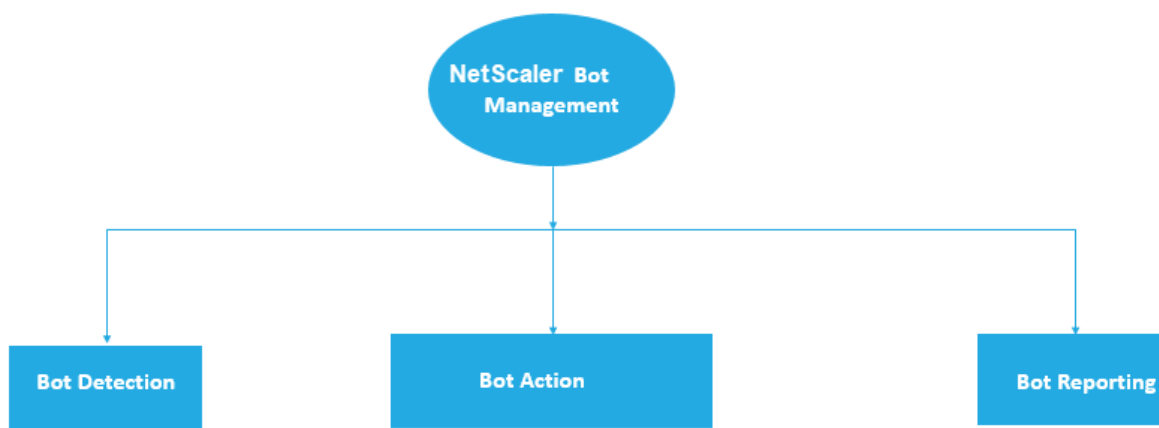 NetScaler Bot
Management
Bot Detection
Bot Action
Bot Reporting